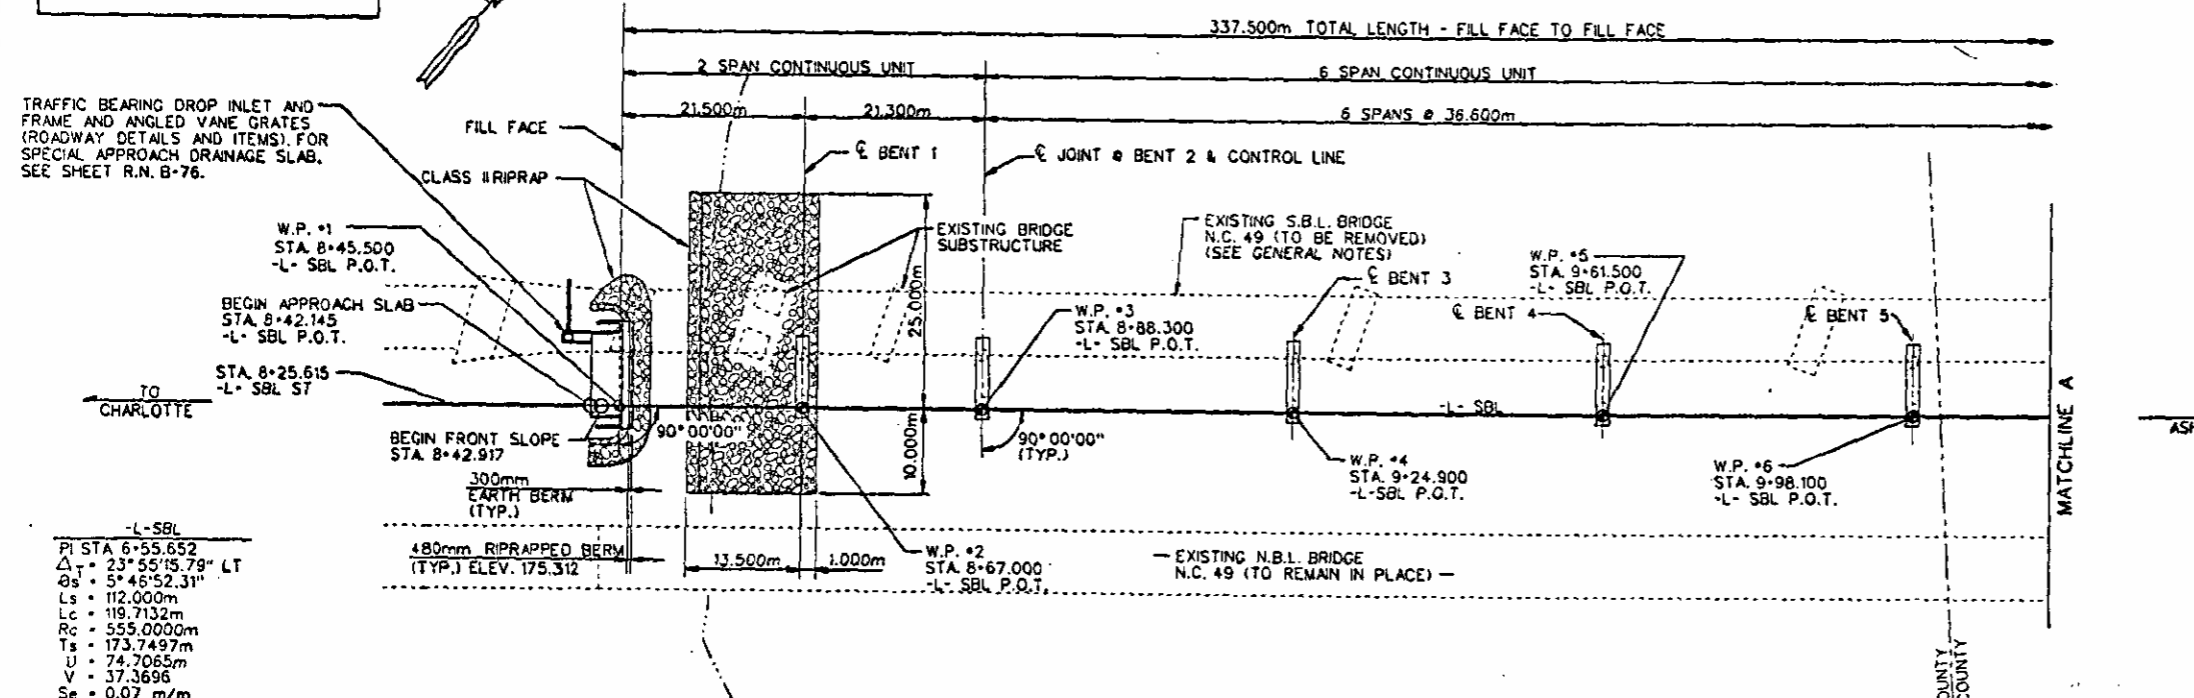 337.500m TOTAL LENGTH - FILL FACE TO FILL FACE
2 SPAN CONTINUOUS UNIT
6 SPAN CONTINUOUS UNIT
21.500m
21.300m
6 SPANS @ 36.600m
TRAFFIC BEARING DROP INLET AND
FRAME AND ANGLED VANE GRATES
(ROADWAY DETAILS AND ITEMS). FOR
SPECIAL APPROACH DRAINAGE SLAB,
SEE SHEET R.N. B-76.
FILL FACE
℄ BENT 1
℄ JOINT @ BENT 2 & CONTROL LINE
CLASS II RIPRAP
W.P. #1
STA. 8+45.500
-L- SBL P.O.T.
EXISTING BRIDGE
SUBSTRUCTURE
EXISTING S.B.L. BRIDGE
N.C. 49 (TO BE REMOVED)
(SEE GENERAL NOTES)
W.P. #5
STA. 9+61.500
-L- SBL P.O.T.
℄ BENT 3
BEGIN APPROACH SLAB
STA. 8+42.145
-L- SBL P.O.T.
25.000m
W.P. #3
STA. 8+88.300
-L- SBL P.O.T.
℄ BENT 4
℄ BENT 5
STA. 8+25.615
-L- SBL ST
TO
CHARLOTTE
-L- SBL
MATCHLINE A
BEGIN FRONT SLOPE
STA. 8+42.917
90°00'00"
10.000m
90°00'00"
(TYP.)
W.P. #4
STA. 9+24.900
-L-SBL P.O.T.
W.P. #6
STA. 9+98.100
-L- SBL P.O.T.
300mm
EARTH BERM
(TYP.)
480mm RIPRAPPED BERM
(TYP.) ELEV. 175.312
13.500m
1.000m
W.P. #2
STA. 8+67.000
-L- SBL P.O.T.
EXISTING N.B.L. BRIDGE
N.C. 49 (TO REMAIN IN PLACE)
-L-SBL
PI STA 6+55.652
ΔT = 23°55'15.79" LT
θs = 5°46'52.31"
Ls = 112.000m
Lc = 119.7132m
Rc = 555.0000m
Ts = 173.7497m
U = 74.7065m
V = 37.3696
Se = 0.07 m/m